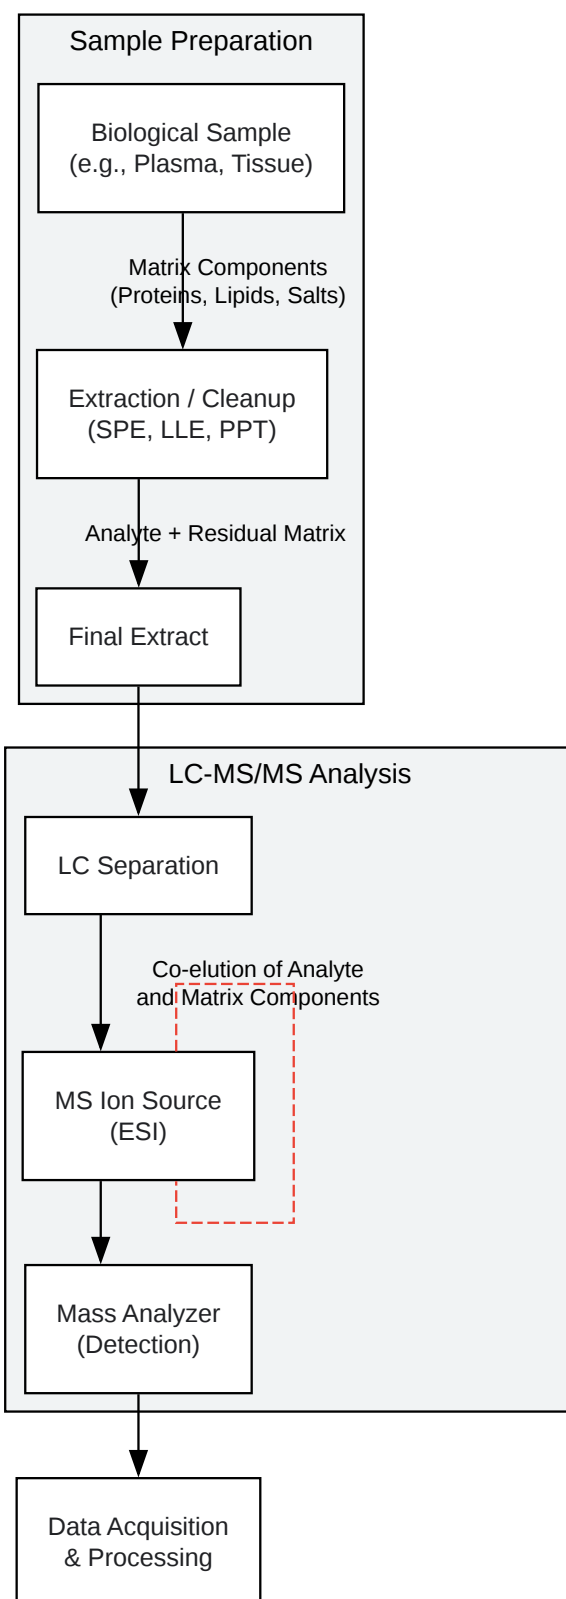 Sample Preparation
Biological Sample
(e.g., Plasma, Tissue)
Matrix Components
(Proteins, Lipids, Salts)
Extraction / Cleanup
(SPE, LLE, PPT)
Analyte + Residual Matrix
Final Extract
LC-MS/MS Analysis
LC Separation
Co-elution of Analyte
and Matrix Components
MS Ion Source
(ESI)
Mass Analyzer
(Detection)
Data Acquisition
& Processing